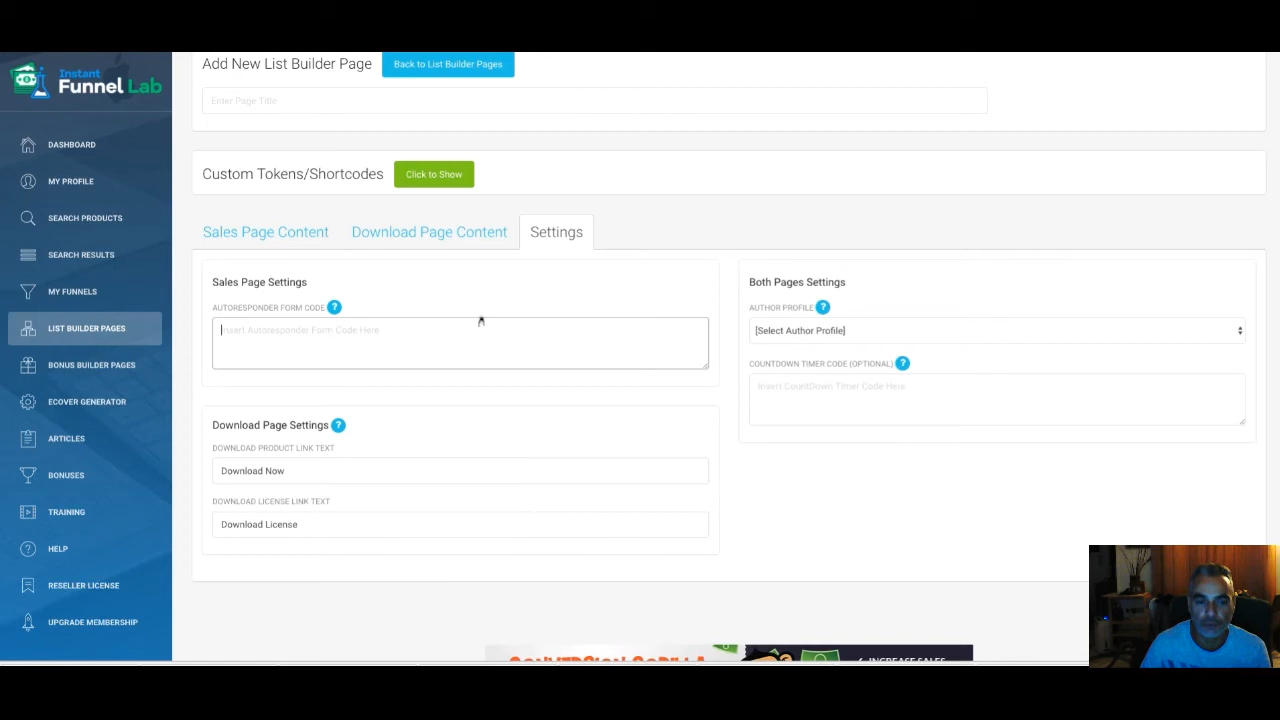 Instant
Funnel Lab
DASHBOARD
MY PROFILE
SEARCH PRODUCTS
SEARCH RESULTS
MY FUNNELS
LIST BUILDER PAGES
BONUS BUILDER PAGES
ECOVER GENERATOR
ARTICLES
BONUSES
TRAINING
HELP
RESELLER LICENSE
UPGRADE MEMBERSHIP
Add New List Builder Page
Back to List Builder Pages
Enter Page Title
Custom Tokens/Shortcodes
Click to Show
Sales Page Content
Download Page Content
Settings
Sales Page Settings
AUTORESPONDER FORM CODE ?
Insert Autoresponder Form Code Here
Download Page Settings ?
DOWNLOAD PRODUCT LINK TEXT
Download Now
DOWNLOAD LICENSE LINK TEXT
Download License
Both Pages Settings
AUTHOR PROFILE ?
[Select Author Profile]
COUNTDOWN TIMER CODE (OPTIONAL) ?
Insert CountDown Timer Code Here
CONVERSION GORILLA
INCREASE SALES